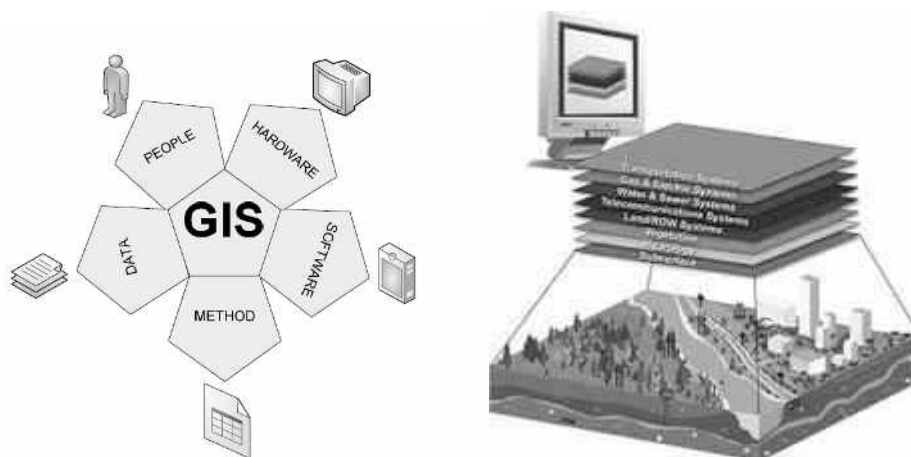 PEOPLE
HARDWARE
GIS
DATA
SOFTWARE
METHOD
Transportation Systems
Gas & Electric Systems
Water & Sewer Systems
Telecommunications Systems
Land/ROW Systems
Vegetation